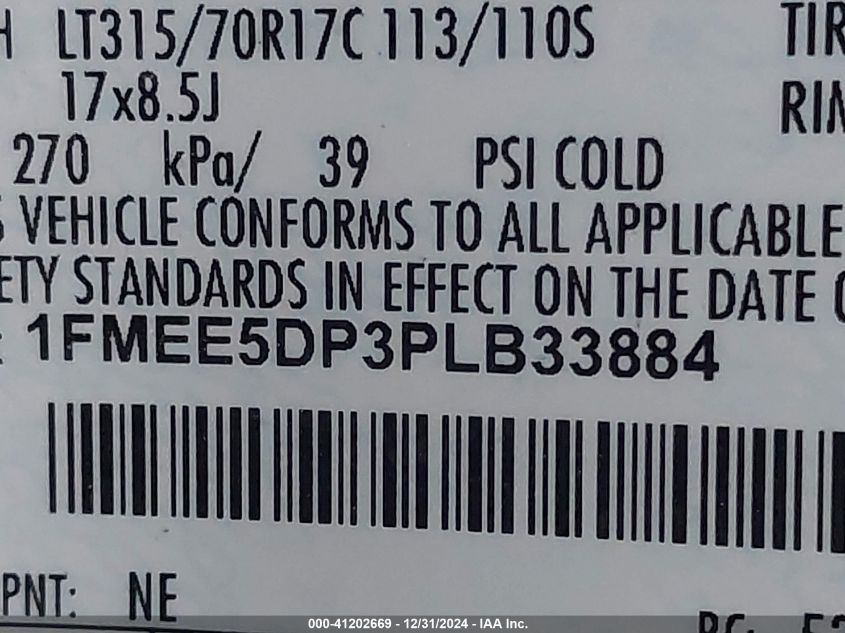 H LT315/70R17C 113/110S TIR
17x8.5J RIM
270 kPa/ 39 PSI COLD
S VEHICLE CONFORMS TO ALL APPLICABLE
ETY STANDARDS IN EFFECT ON THE DATE O
: 1FMEE5DP3PLB33884
PNT: NE
000-41202669 - 12/31/2024 - IAA Inc.